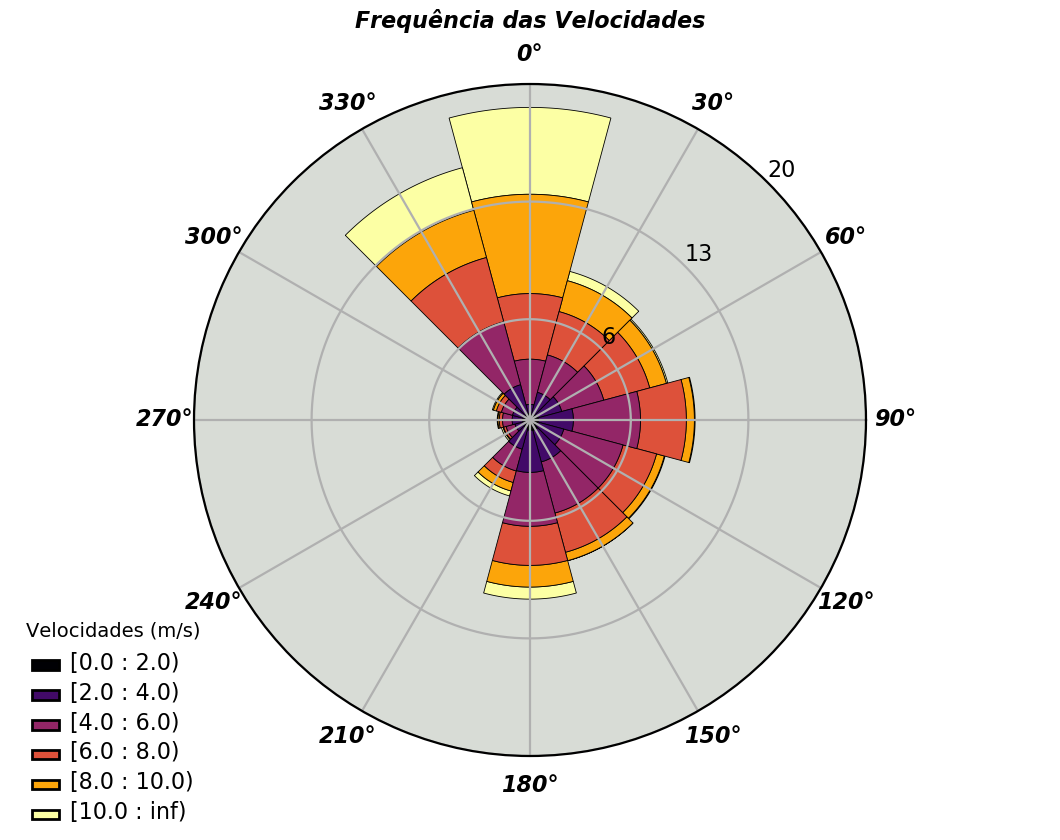 Frequência das Velocidades
0°
330°
30°
20
300°
60°
13
6
270°
90°
240°
120°
210°
150°
180°
Velocidades (m/s)
[0.0 : 2.0)
[2.0 : 4.0)
[4.0 : 6.0)
[6.0 : 8.0)
[8.0 : 10.0)
[10.0 : inf)